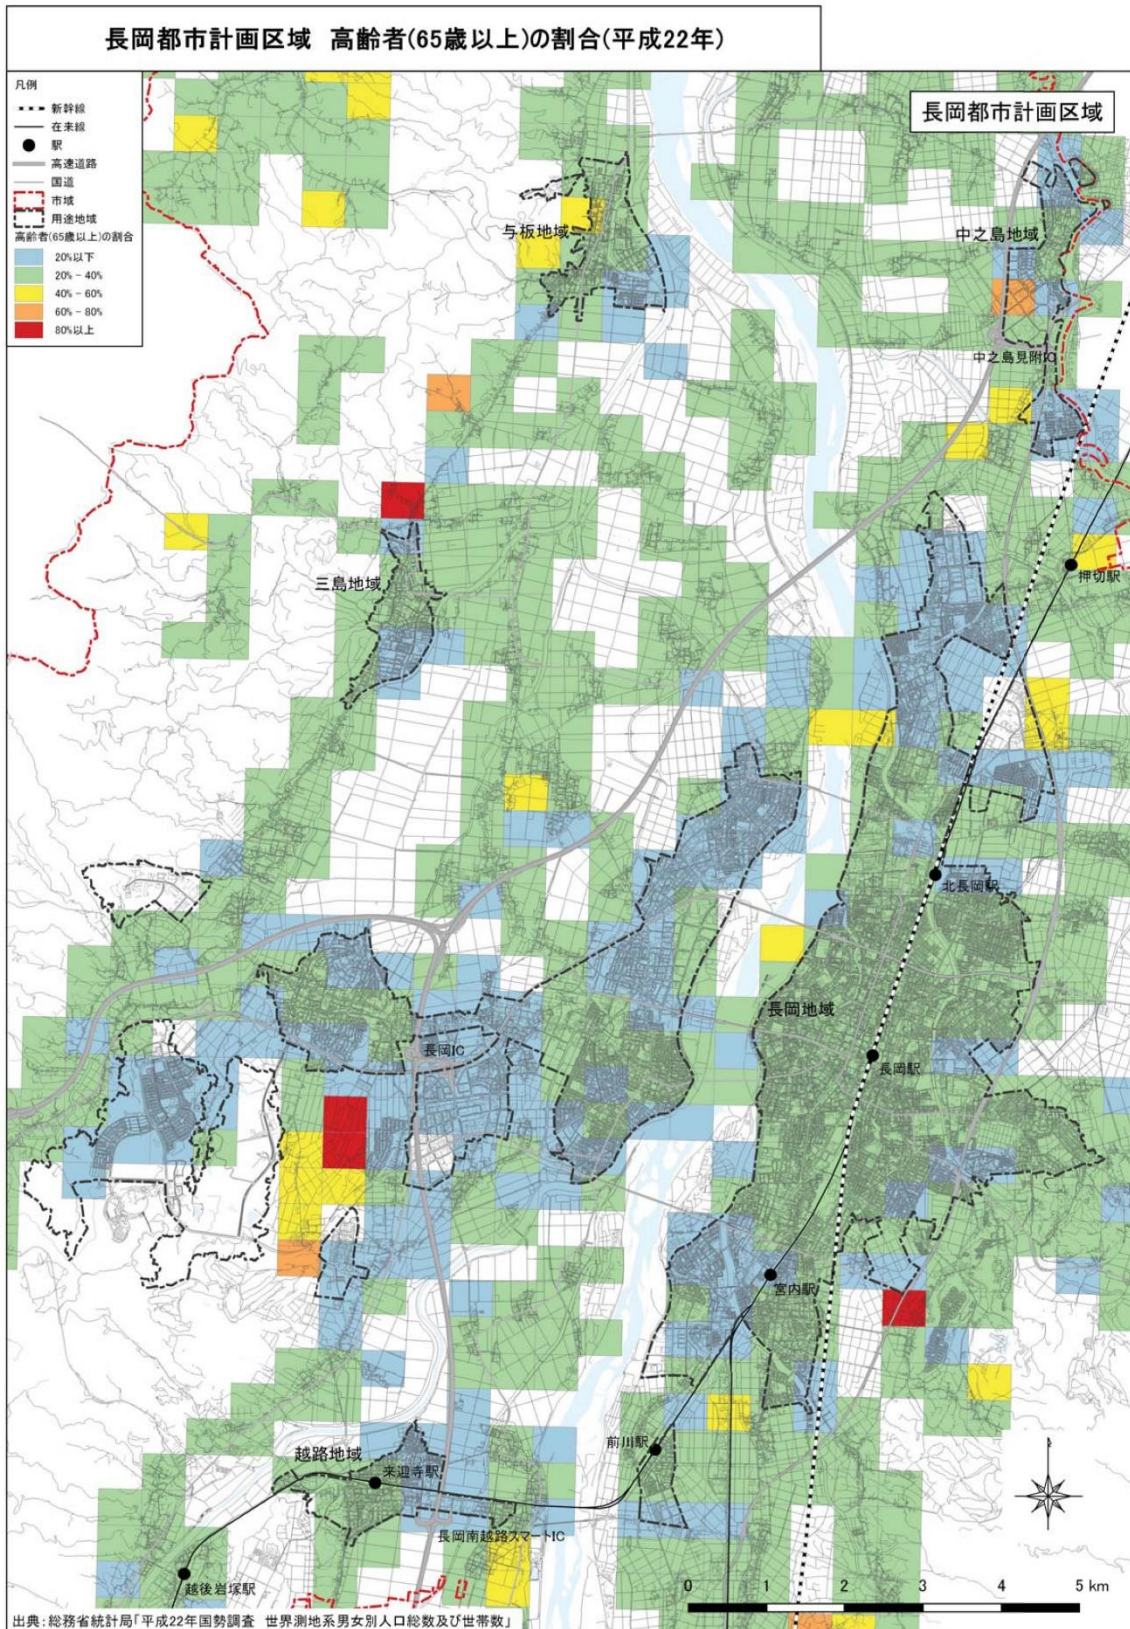 長岡都市計画区域 高齢者(65歳以上)の割合(平成22年)
長岡都市計画区域
凡例
新幹線
在来線
駅
高速道路
国道
市域
用途地域
高齢者(65歳以上)の割合
20%以下
20% - 40%
40% - 60%
60% - 80%
80%以上
与板地域
中之島地域
中之島見附IC
押切駅
三島地域
北長岡駅
長岡地域
長岡IC
長岡駅
宮内駅
前川駅
越路地域
来迎寺駅
長岡南越路スマートIC
越後岩塚駅
0 1 2 3 4 5 km
出典：総務省統計局「平成22年国勢調査 世界測地系男女別人口総数及び世帯数」